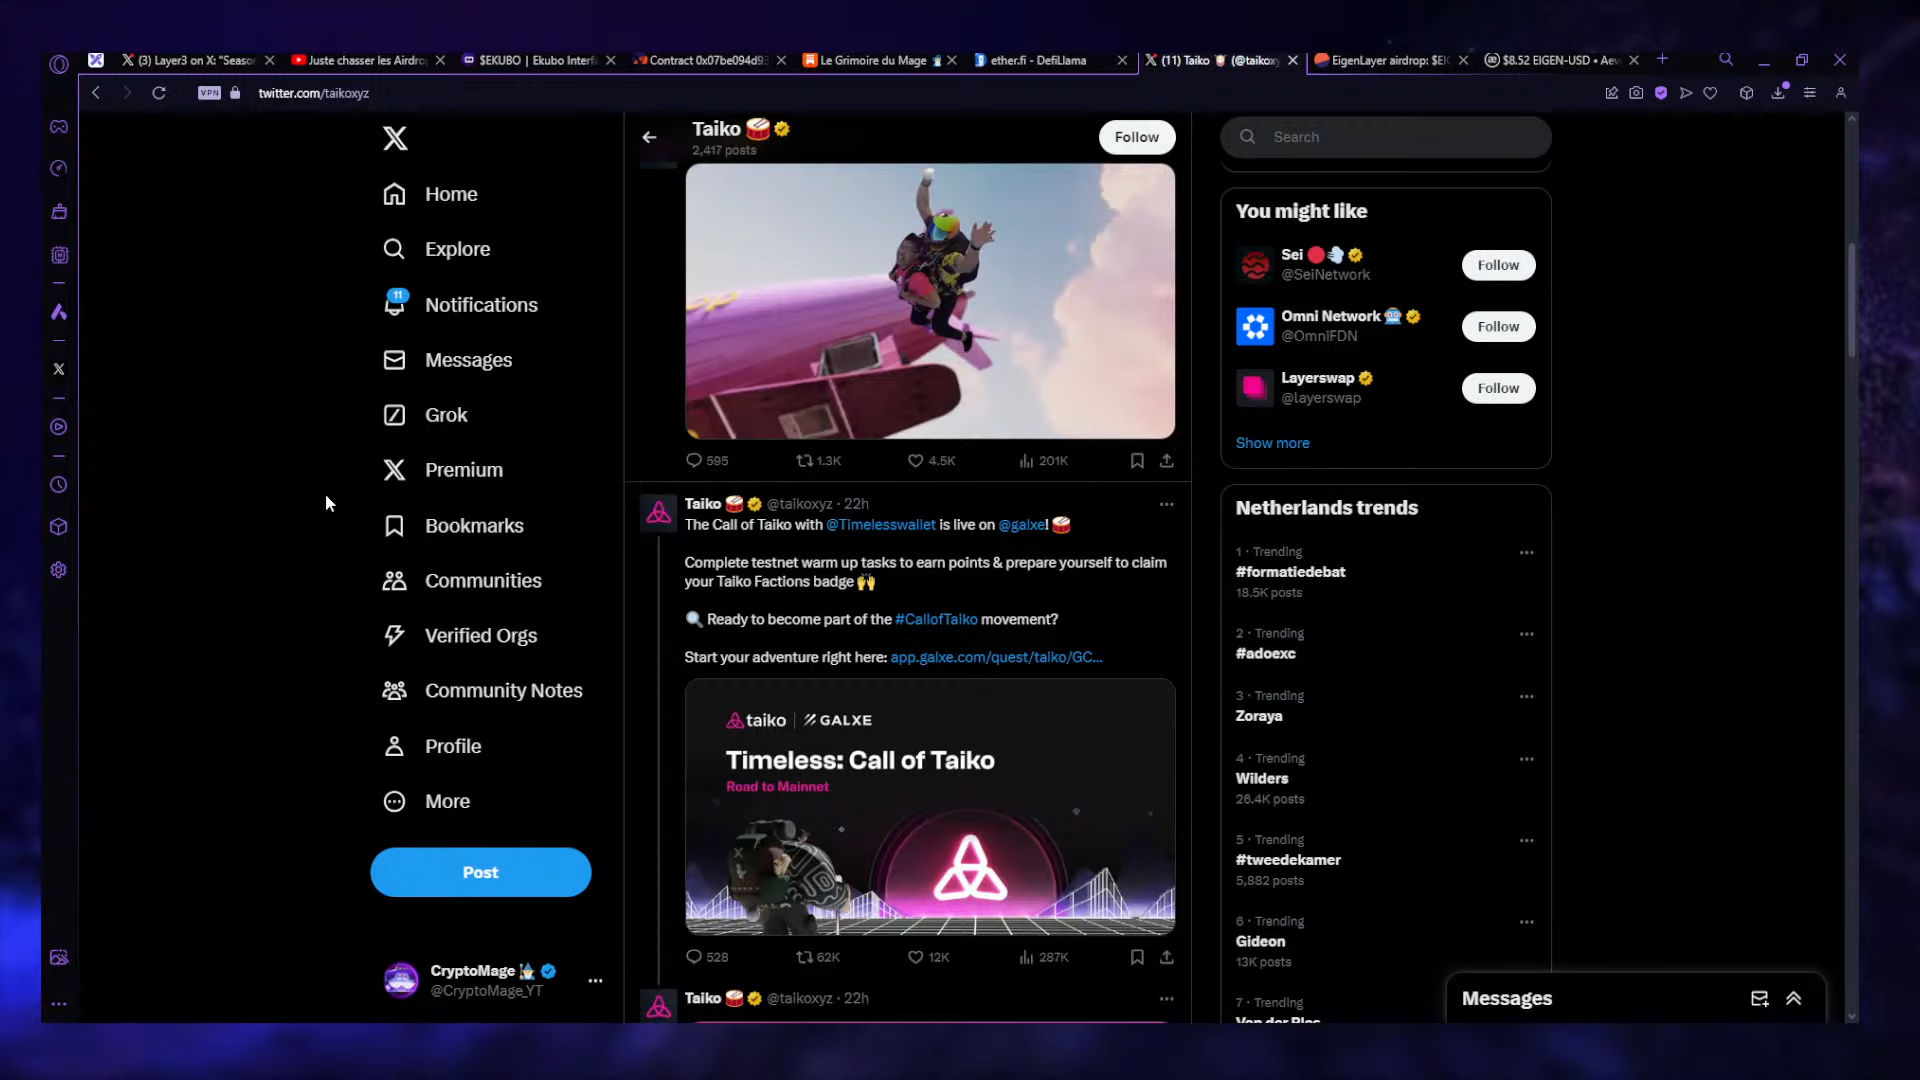 (3) Layer3 on X: "Seaso
Juste chasser les Airdro
$EKUBO | Ekubo Interf
Contract 0x07be094d93
Le Grimoire du Mage
ether.fi - DefiLlama
(11) Taiko 🥁 (@taikoxy
EigenLayer airdrop: $EIG
$8.52 EIGEN-USD • Aev
VPN
twitter.com/taikoxyz
Home
Explore
11
Notifications
Messages
Grok
Premium
Bookmarks
Communities
Verified Orgs
Community Notes
Profile
More
Post
CryptoMage
@CryptoMage_YT
Taiko 🥁
2,417 posts
Follow
595 1.3K 4.5K 201K
Taiko 🥁 @taikoxyz · 22h
The Call of Taiko with @Timelesswallet is live on @galxe! 🥁
Complete testnet warm up tasks to earn points & prepare yourself to claim
your Taiko Factions badge 🙌
🔍 Ready to become part of the #CallofTaiko movement?
Start your adventure right here: app.galxe.com/quest/taiko/GC...
taiko | GALXE
Timeless: Call of Taiko
Road to Mainnet
528 62K 12K 287K
Taiko 🥁 @taikoxyz · 22h
Search
You might like
Sei 🔴💨
@SeiNetwork
Follow
Omni Network 🤖
@OmniFDN
Follow
Layerswap
@layerswap
Follow
Show more
Netherlands trends
1 · Trending
#formatiedebat
18.5K posts
2 · Trending
#adoexc
3 · Trending
Zoraya
4 · Trending
Wilders
26.4K posts
5 · Trending
#tweedekamer
5,882 posts
6 · Trending
Gideon
13K posts
7 · Trending
Van der Plas
Messages